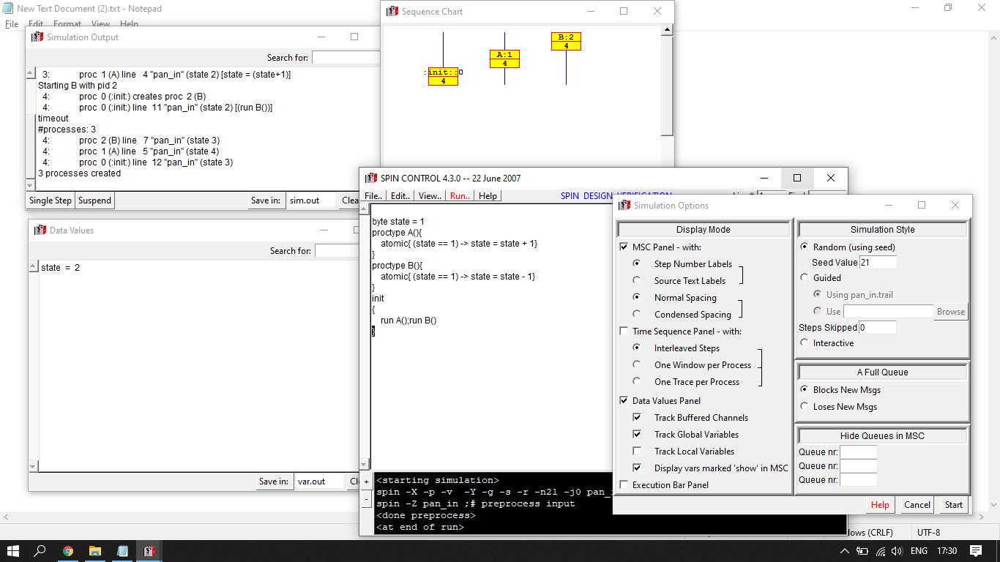 New Text Document (2).txt - Notepad
File Edit Format View Help
Simulation Output
Search for:
3: proc 1 (A) line 4 "pan_in" (state 2) [state = (state+1)]
Starting B with pid 2
4: proc 0 (:init:) creates proc 2 (B)
4: proc 0 (:init:) line 11 "pan_in" (state 2) [(run B())]
timeout
#processes: 3
4: proc 2 (B) line 7 "pan_in" (state 3)
4: proc 1 (A) line 5 "pan_in" (state 4)
4: proc 0 (:init:) line 12 "pan_in" (state 3)
3 processes created
Single Step Suspend Save in: sim.out Clea
Data Values
Search for:
state = 2
Save in: var.out Cl
Sequence Chart
B:2
4
A:1
4
:init::0
4
SPIN CONTROL 4.3.0 -- 22 June 2007
File.. Edit.. View.. Run.. Help SPIN DESIGN VERIFICATION
byte state = 1
proctype A(){
atomic{ (state == 1) -> state = state + 1}
}
proctype B(){
atomic{ (state == 1) -> state = state - 1}
}
init
{
run A();run B()
}
<starting simulation>
spin -X -p -v -Y -g -s -r -n21 -j0 pan_i
spin -Z pan_in ;# preprocess input
<done preprocess>
<at end of run>
+
-
Simulation Options
Display Mode
MSC Panel - with:
Step Number Labels
Source Text Labels
Normal Spacing
Condensed Spacing
Time Sequence Panel - with:
Interleaved Steps
One Window per Process
One Trace per Process
Data Values Panel
Track Buffered Channels
Track Global Variables
Track Local Variables
Display vars marked 'show' in MSC
Execution Bar Panel
Simulation Style
Random (using seed)
Seed Value 21
Guided
Using pan_in.trail
Use Browse
Steps Skipped 0
Interactive
A Full Queue
Blocks New Msgs
Loses New Msgs
Hide Queues in MSC
Queue nr:
Queue nr:
Queue nr:
Help Cancel Start
dows (CRLF) UTF-8
ENG 17:30